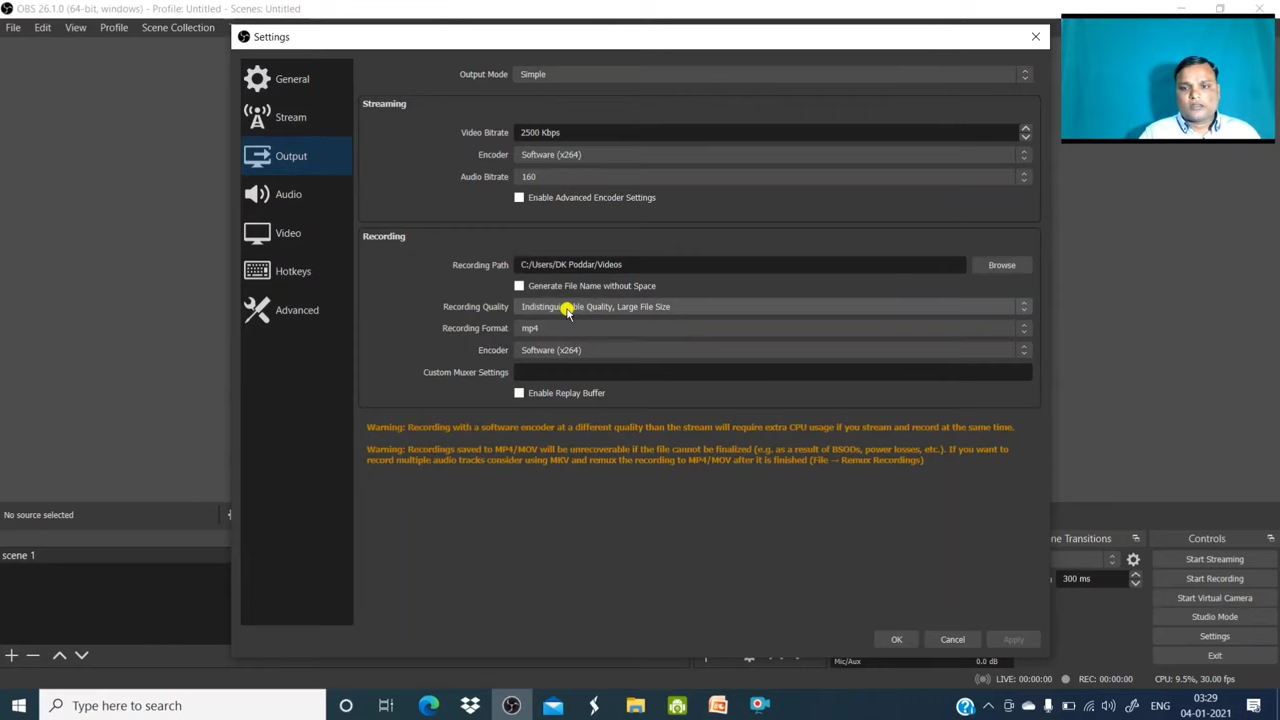 OBS 26.1.0 (64-bit, windows) - Profile: Untitled - Scenes: Untitled
File Edit View Profile Scene Collection
Settings
General
Stream
Output
Audio
Video
Hotkeys
Advanced
Output Mode Simple
Streaming
Video Bitrate 2500 Kbps
Encoder Software (x264)
Audio Bitrate 160
Enable Advanced Encoder Settings
Recording
Recording Path C:/Users/DK Poddar/Videos Browse
Generate File Name without Space
Recording Quality Indistinguishable Quality, Large File Size
Recording Format mp4
Encoder Software (x264)
Custom Muxer Settings
Enable Replay Buffer
Warning: Recording with a software encoder at a different quality than the stream will require extra CPU usage if you stream and record at the same time.
Warning: Recordings saved to MP4/MOV will be unrecoverable if the file cannot be finalized (e.g. as a result of BSODs, power losses, etc.). If you want to
record multiple audio tracks consider using MKV and remux the recording to MP4/MOV after it is finished (File → Remux Recordings)
OK Cancel Apply
No source selected
scene 1
ne Transitions
300 ms
Controls
Start Streaming
Start Recording
Start Virtual Camera
Studio Mode
Settings
Exit
Mic/Aux 0.0 dB
LIVE: 00:00:00 REC: 00:00:00 CPU: 9.5%, 30.00 fps
Type here to search
ENG
03:29
04-01-2021